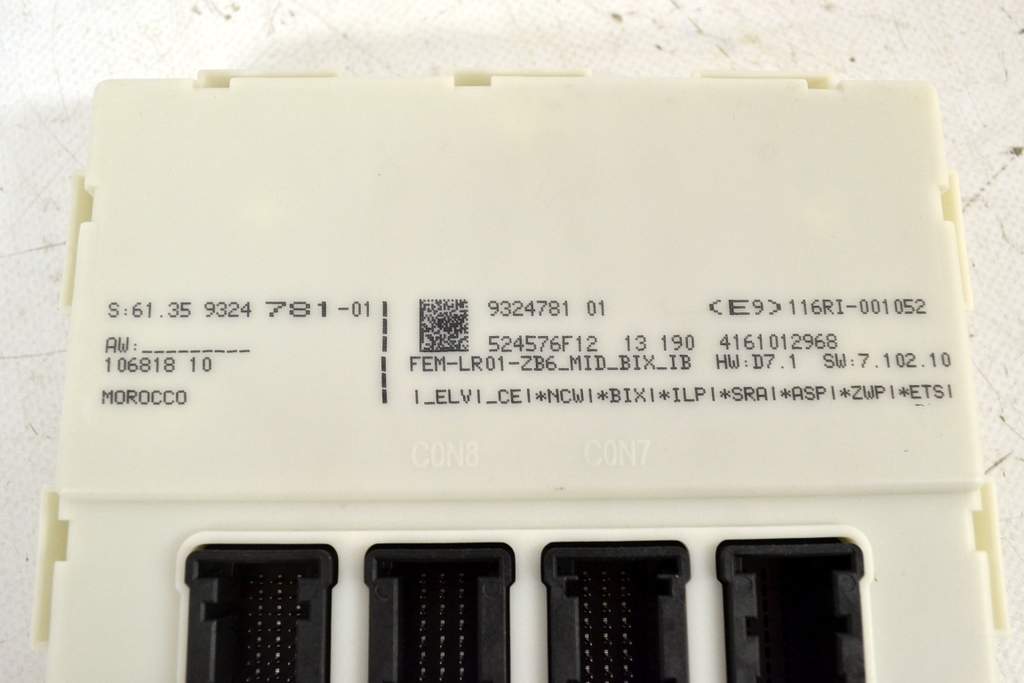 S:61.35 9324 781-01
AW:_________
106818 10
MOROCCO
9324781 01 <E9>116RI-001052
524576F12 13 190 4161012968
FEM-LR01-ZB6_MID_BIX_IB HW:D7.1 SW:7.102.10
|_ELV|_CE|*NCW|*BIX|*ILP|*SRA|*ASP|*ZWP|*ETS|
CON8 CON7